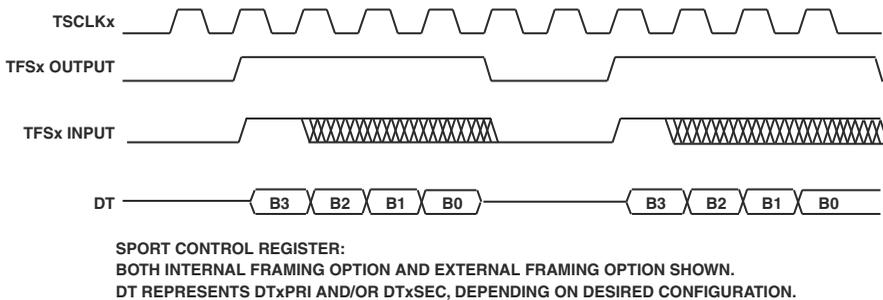 TSCLKx
TFSx OUTPUT
TFSx INPUT
DT B3 B2 B1 B0 B3 B2 B1 B0
SPORT CONTROL REGISTER:
BOTH INTERNAL FRAMING OPTION AND EXTERNAL FRAMING OPTION SHOWN.
DT REPRESENTS DTxPRI AND/OR DTxSEC, DEPENDING ON DESIRED CONFIGURATION.